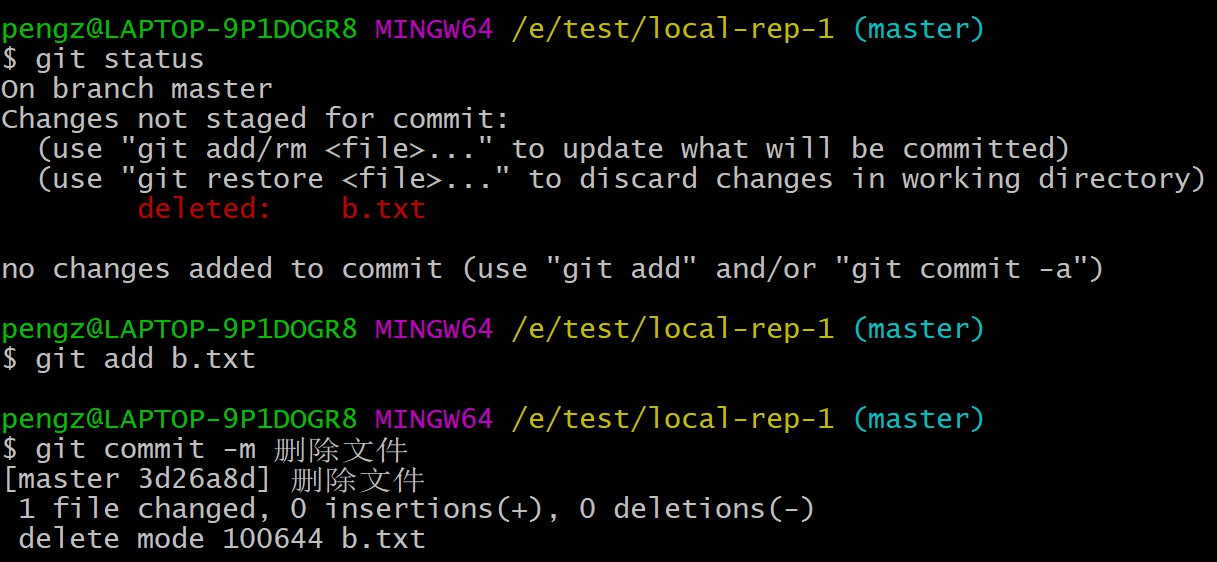 pengz@LAPTOP-9P1DOGR8 MINGW64 /e/test/local-rep-1 (master)
$ git status
On branch master
Changes not staged for commit:
  (use "git add/rm <file>..." to update what will be committed)
  (use "git restore <file>..." to discard changes in working directory)
        deleted:    b.txt
no changes added to commit (use "git add" and/or "git commit -a")
pengz@LAPTOP-9P1DOGR8 MINGW64 /e/test/local-rep-1 (master)
$ git add b.txt
pengz@LAPTOP-9P1DOGR8 MINGW64 /e/test/local-rep-1 (master)
$ git commit -m 删除文件
[master 3d26a8d] 删除文件
 1 file changed, 0 insertions(+), 0 deletions(-)
 delete mode 100644 b.txt